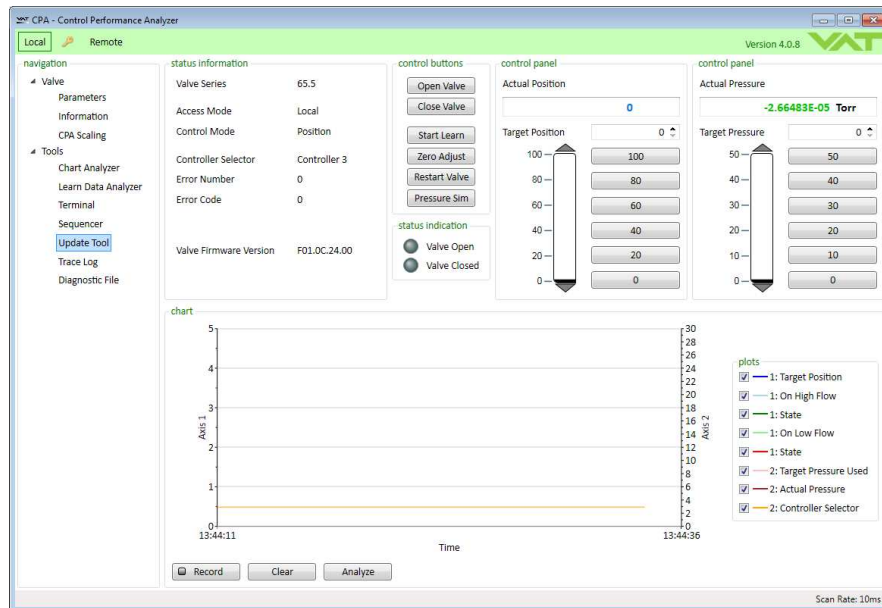 CPA - Control Performance Analyzer
Local
Remote
Version 4.0.8
VAT
navigation
Valve
Parameters
Information
CPA Scaling
Tools
Chart Analyzer
Learn Data Analyzer
Terminal
Sequencer
Update Tool
Trace Log
Diagnostic File
status information
Valve Series 65.5
Access Mode Local
Control Mode Position
Controller Selector Controller 3
Error Number 0
Error Code 0
Valve Firmware Version F01.0C.24.00
control buttons
Open Valve
Close Valve
Start Learn
Zero Adjust
Restart Valve
Pressure Sim
status indication
Valve Open
Valve Closed
control panel
Actual Position
0
Target Position 0
100 100
80 80
60 60
40 40
20 20
0 0
control panel
Actual Pressure
-2.66483E-05 Torr
Target Pressure 0
50 50
40 40
30 30
20 20
10 10
0 0
chart
5
4
3
2
1
0
Axis 1
30
28
26
24
22
20
18
16
14
12
10
8
6
4
2
0
Axis 2
13:44:11 13:44:36
Time
plots
1: Target Position
1: On High Flow
1: State
1: On Low Flow
1: State
2: Target Pressure Used
2: Actual Pressure
2: Controller Selector
Record Clear Analyze
Scan Rate: 10ms